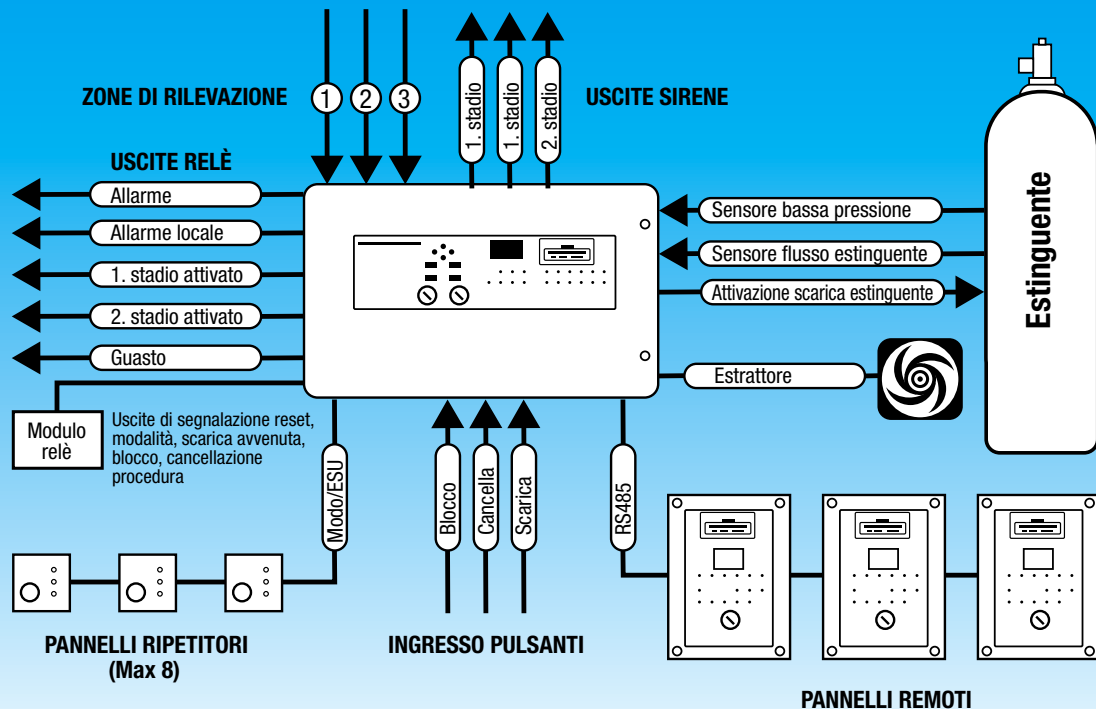 ZONE DI RILEVAZIONE
1
2
3
1. stadio
1. stadio
2. stadio
USCITE SIRENE
USCITE RELÈ
Allarme
Allarme locale
1. stadio attivato
2. stadio attivato
Guasto
Modulo
relè
Uscite di segnalazione reset,
modalità, scarica avvenuta,
blocco, cancellazione
procedura
Sensore bassa pressione
Sensore flusso estinguente
Attivazione scarica estinguente
Estrattore
Estinguente
Modo/ESU
Blocco
Cancella
Scarica
RS485
PANNELLI RIPETITORI
(Max 8)
INGRESSO PULSANTI
PANNELLI REMOTI